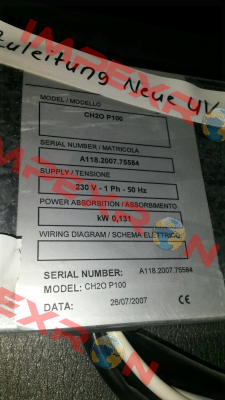 Zuleitung Neue UV
MODEL / MODELLO
CH2O P100
SERIAL NUMBER / MATRICOLA
A118.2007.75584
SUPPLY / TENSIONE
230 V - 1 Ph - 50 Hz
POWER ABSORBITION / ASSORBIMENTO
kW 0,131
WIRING DIAGRAM / SCHEMA ELETTRICO
SERIAL NUMBER: A118.2007.75584
MODEL: CH2O P100
DATA: 26/07/2007 CE
IMPEXRON